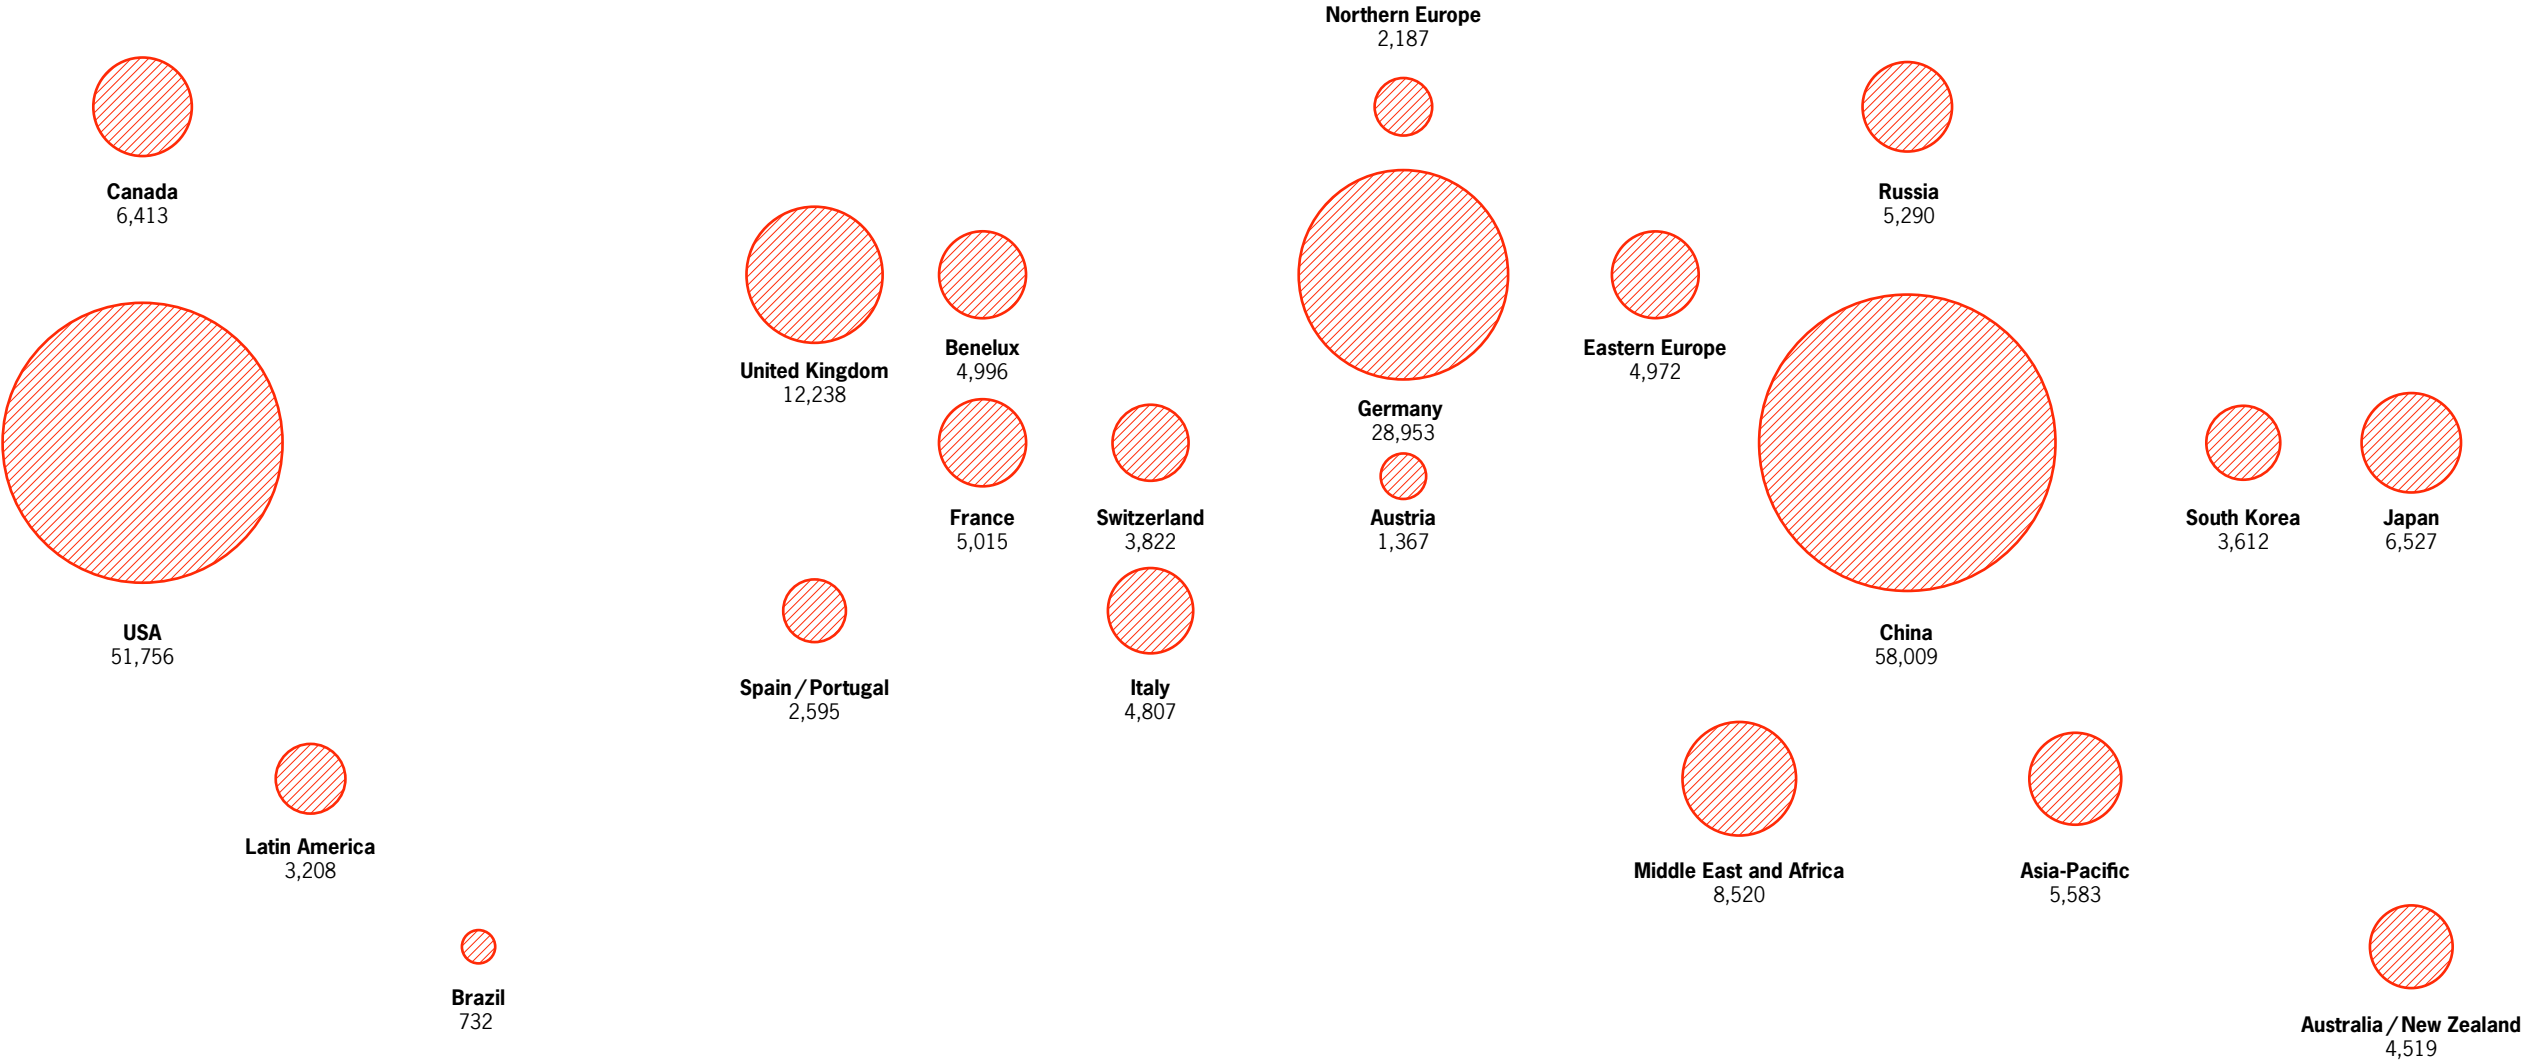 Northern Europe
2,187
Canada
6,413
Russia
5,290
United Kingdom
12,238
Benelux
4,996
Germany
28,953
Eastern Europe
4,972
France
5,015
Switzerland
3,822
Austria
1,367
South Korea
3,612
Japan
6,527
USA
51,756
China
58,009
Spain / Portugal
2,595
Italy
4,807
Latin America
3,208
Middle East and Africa
8,520
Asia-Pacific
5,583
Brazil
732
Australia / New Zealand
4,519